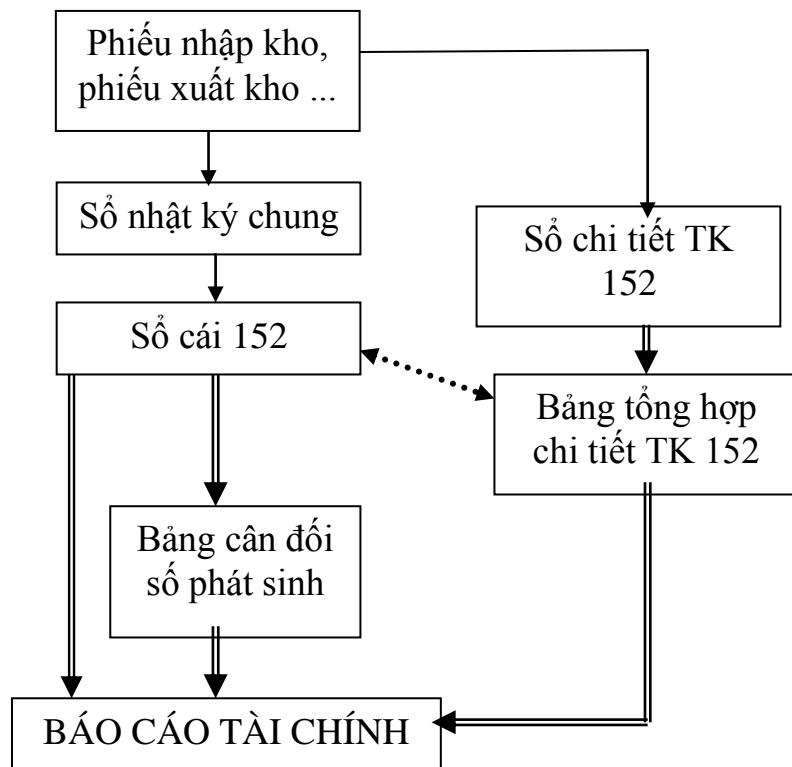 Phiếu nhập kho,
phiếu xuất kho ...
Sổ nhật ký chung
Sổ chi tiết TK
152
Sổ cái 152
Bảng tổng hợp
chi tiết TK 152
Bảng cân đối
số phát sinh
BÁO CÁO TÀI CHÍNH